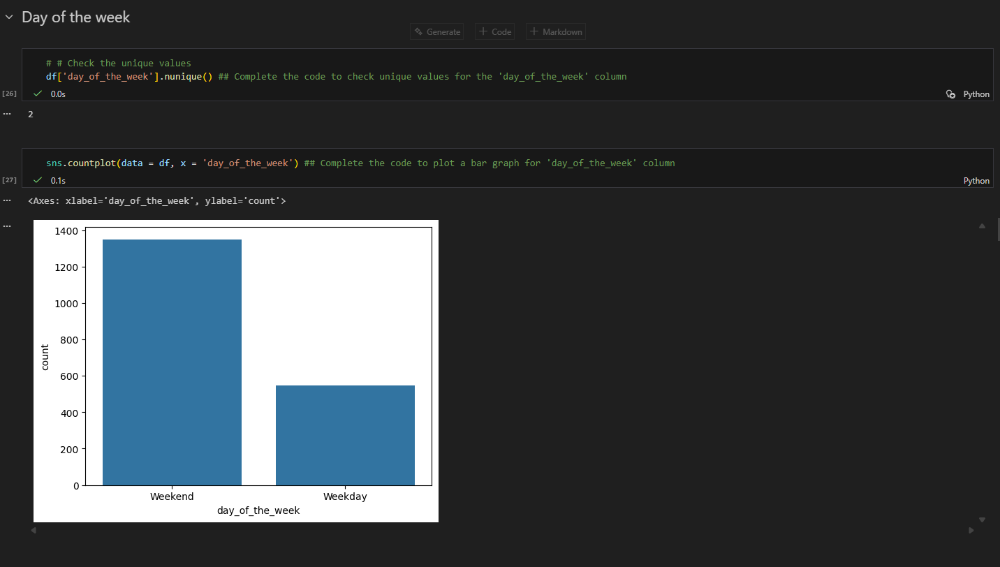 Day of the week
Generate + Code + Markdown
# # Check the unique values
df['day_of_the_week'].nunique() ## Complete the code to check unique values for the 'day_of_the_week' column
[26] 0.0s Python
... 2
sns.countplot(data = df, x = 'day_of_the_week') ## Complete the code to plot a bar graph for 'day_of_the_week' column
[27] 0.1s Python
... <Axes: xlabel='day_of_the_week', ylabel='count'>
...
1400
1200
1000
800
600
400
200
0
count
Weekend Weekday
day_of_the_week